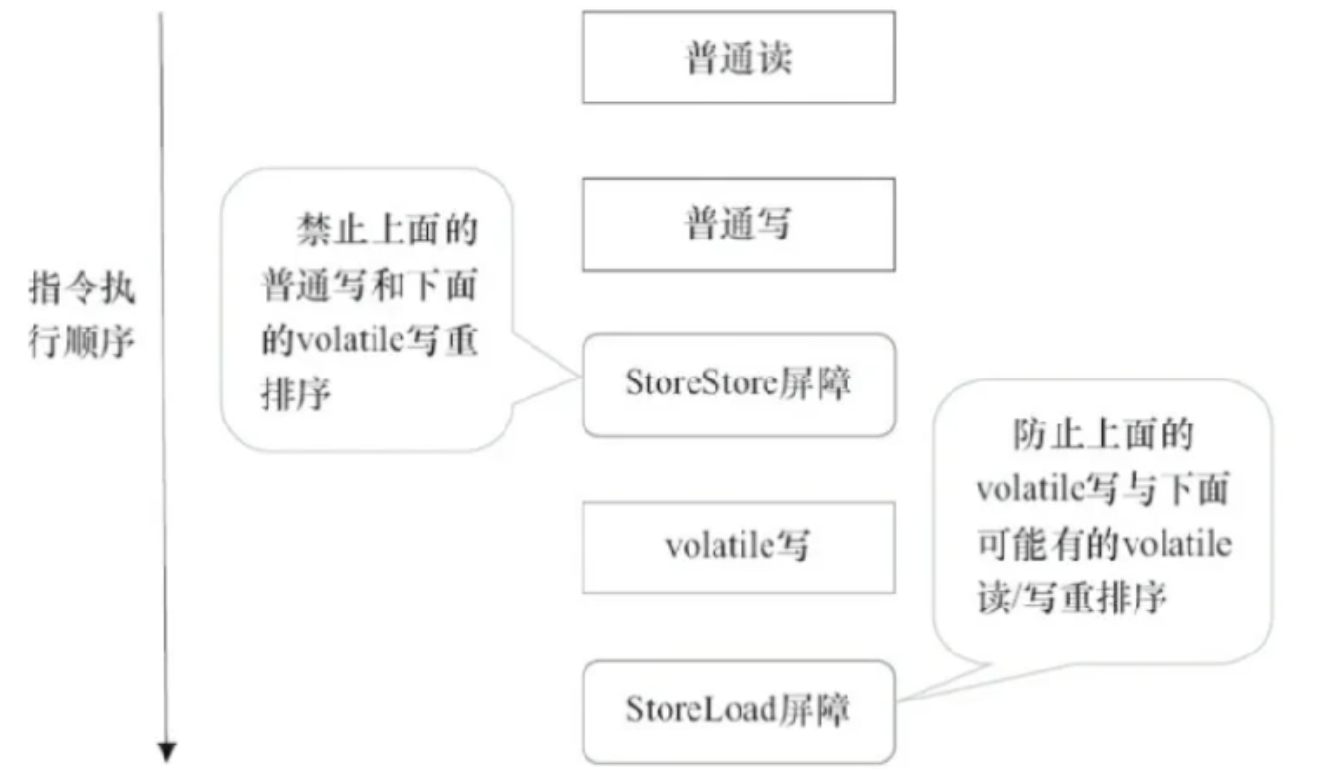 普通读
普通写
禁止上面的
普通写和下面
的volatile写重
排序
指令执
行顺序
StoreStore屏障
防止上面的
volatile写与下面
可能有的volatile
读/写重排序
volatile写
StoreLoad屏障